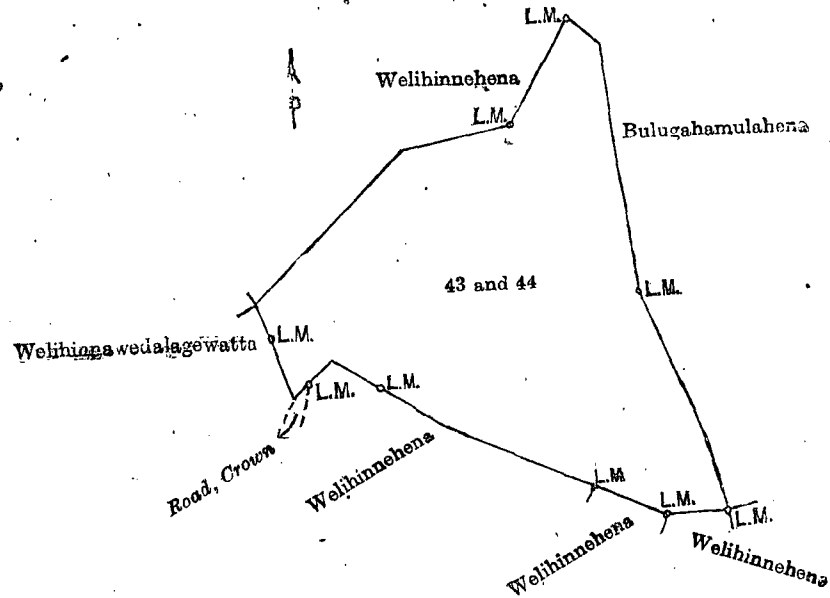 L.M.
Welihinnehena
L.M.
Bulugahamulahena
43 and 44
L.M.
L.M.
Welihinnawedalagewatta
L.M.
L.M.
Road, Crown
Welihinnehena
L.M
L.M.
L.M.
Welihinnehena
Welihinnehena